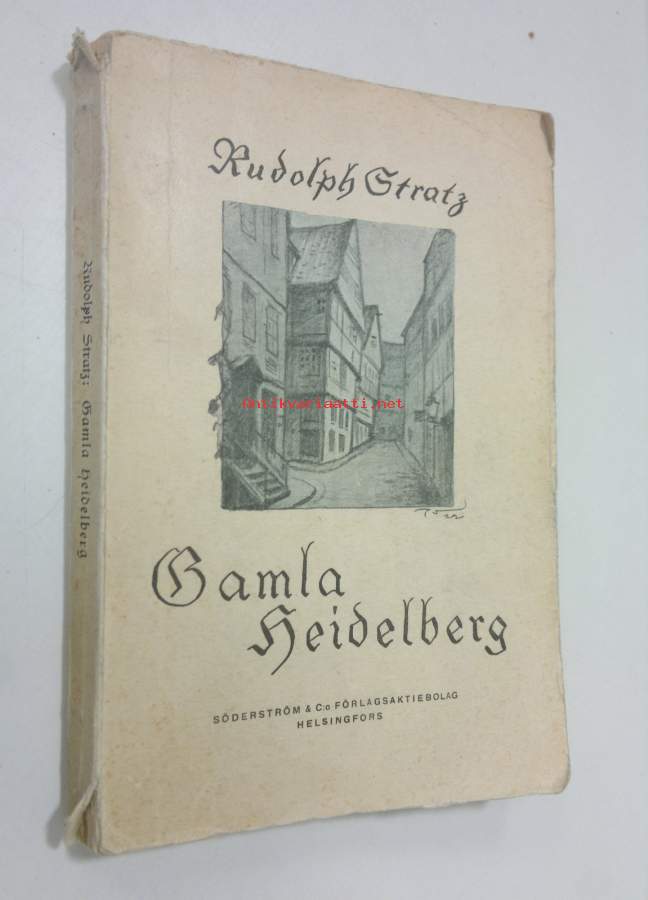 Rudolph Stratz
Gamla
Heidelberg
SÖDERSTRÖM & C:o FÖRLAGSAKTIEBOLAG
HELSINGFORS
Rudolph Stratz: Gamla Heidelberg
antikvariaatti.net